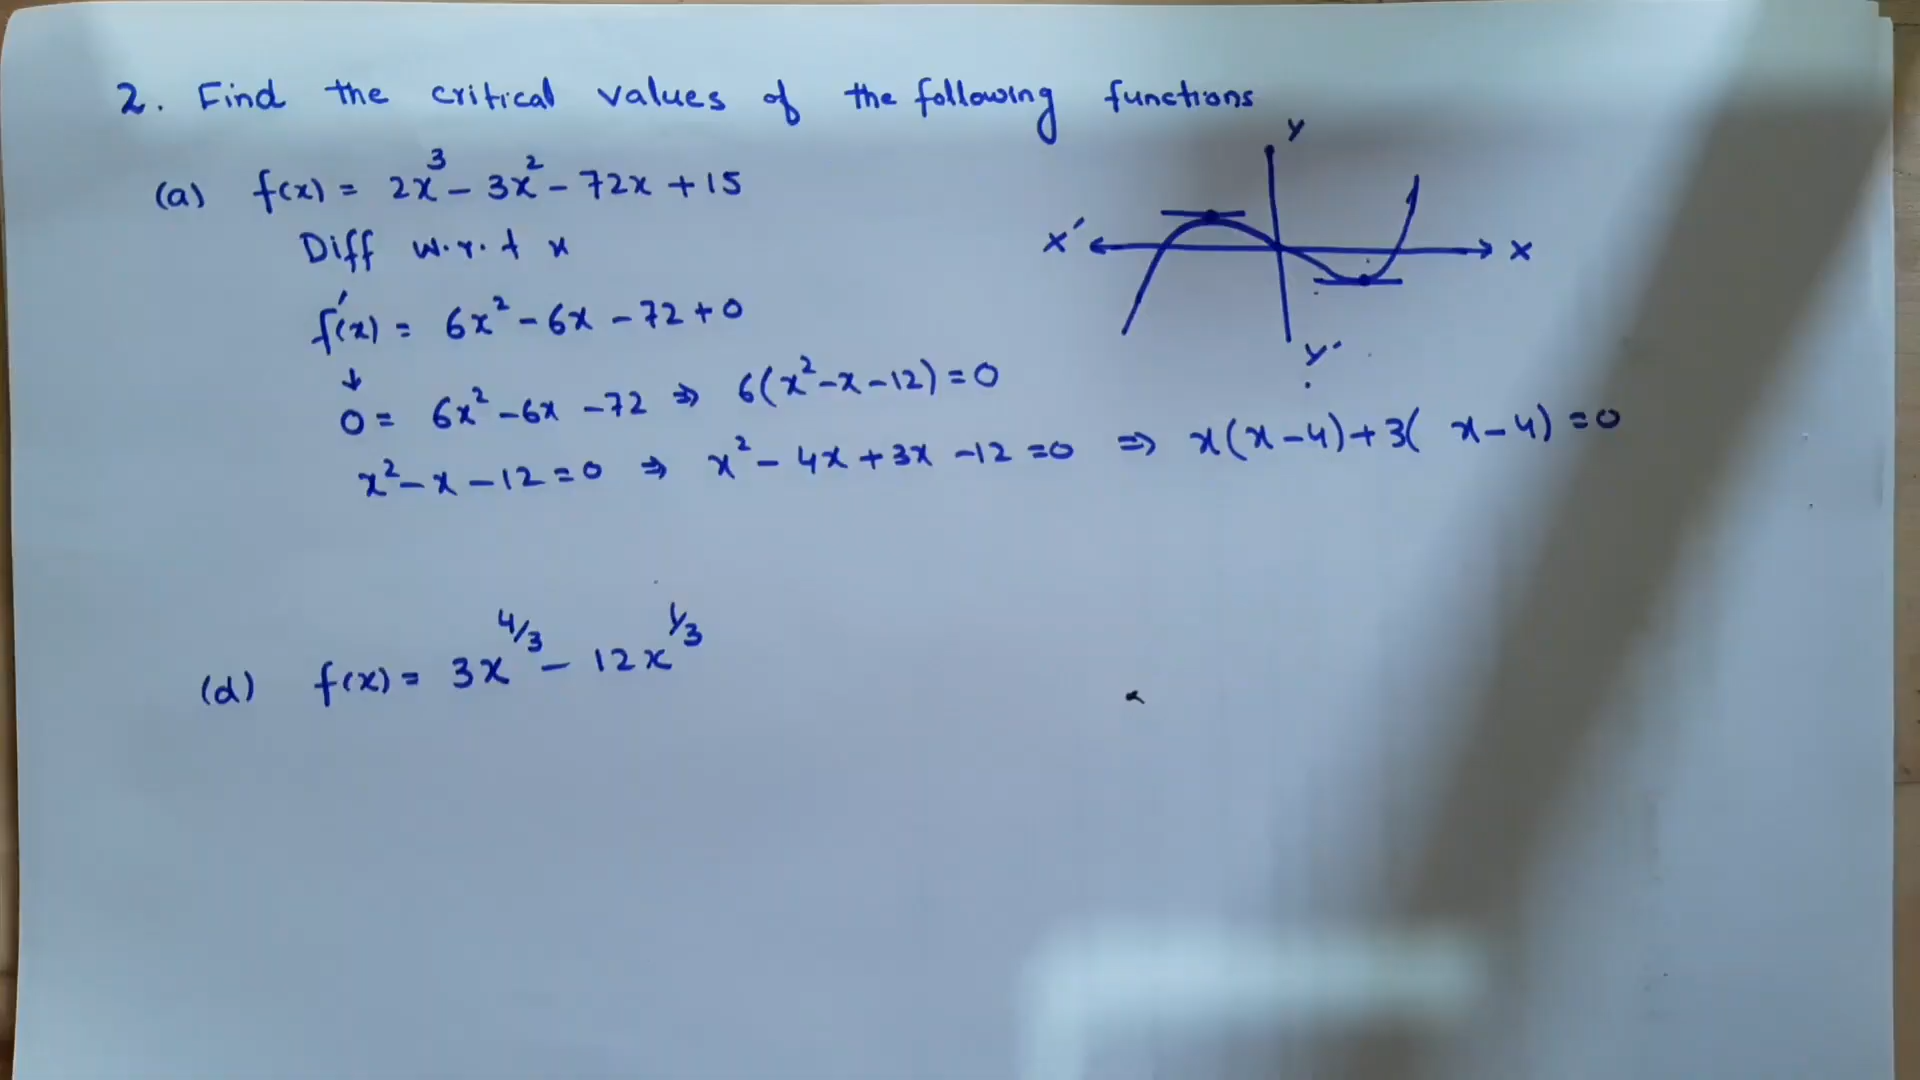 2. Find the critical values of the following functions
(a) f(x) = 2x³ - 3x² - 72x + 15
Diff w.r.t x
f'(x) = 6x² - 6x - 72 + 0
↓
0 = 6x² - 6x - 72 ⇒ 6(x² - x - 12) = 0
x² - x - 12 = 0 ⇒ x² - 4x + 3x - 12 = 0 ⇒ x(x - 4) + 3( x - 4) = 0
Y
X' X
Y'
(d) f(x) = 3x^4/3 - 12x^1/3